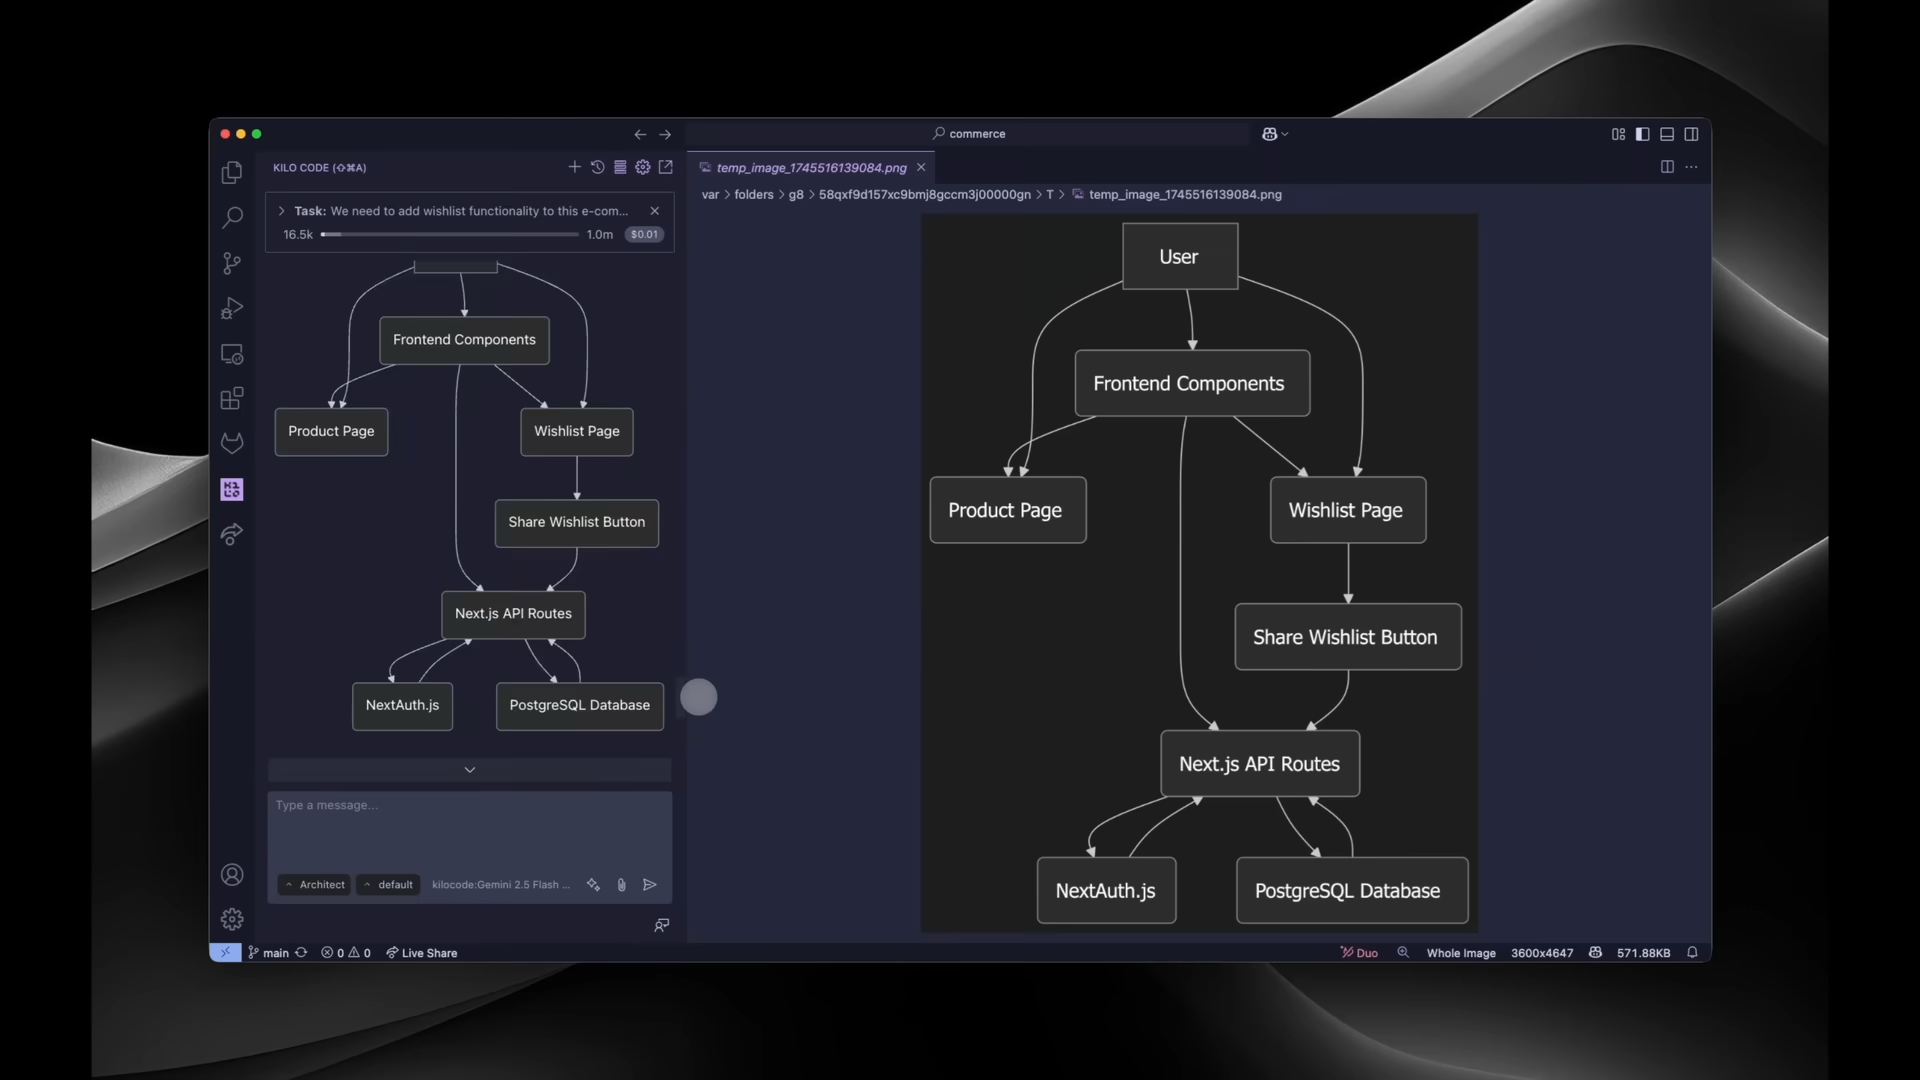 commerce
KILO CODE (⇧⌘A)
Task: We need to add wishlist functionality to this e-com...
16.5k 1.0m $0.01
Frontend Components
Product Page
Wishlist Page
Share Wishlist Button
Next.js API Routes
NextAuth.js
PostgreSQL Database
Type a message...
Architect
default
kilocode:Gemini 2.5 Flash ...
temp_image_1745516139084.png
var > folders > g8 > 58qxf9d157xc9bmj8gccm3j00000gn > T > temp_image_1745516139084.png
User
Frontend Components
Product Page
Wishlist Page
Share Wishlist Button
Next.js API Routes
NextAuth.js
PostgreSQL Database
main 0 0 Live Share
Duo Whole Image 3600x4647 571.88KB